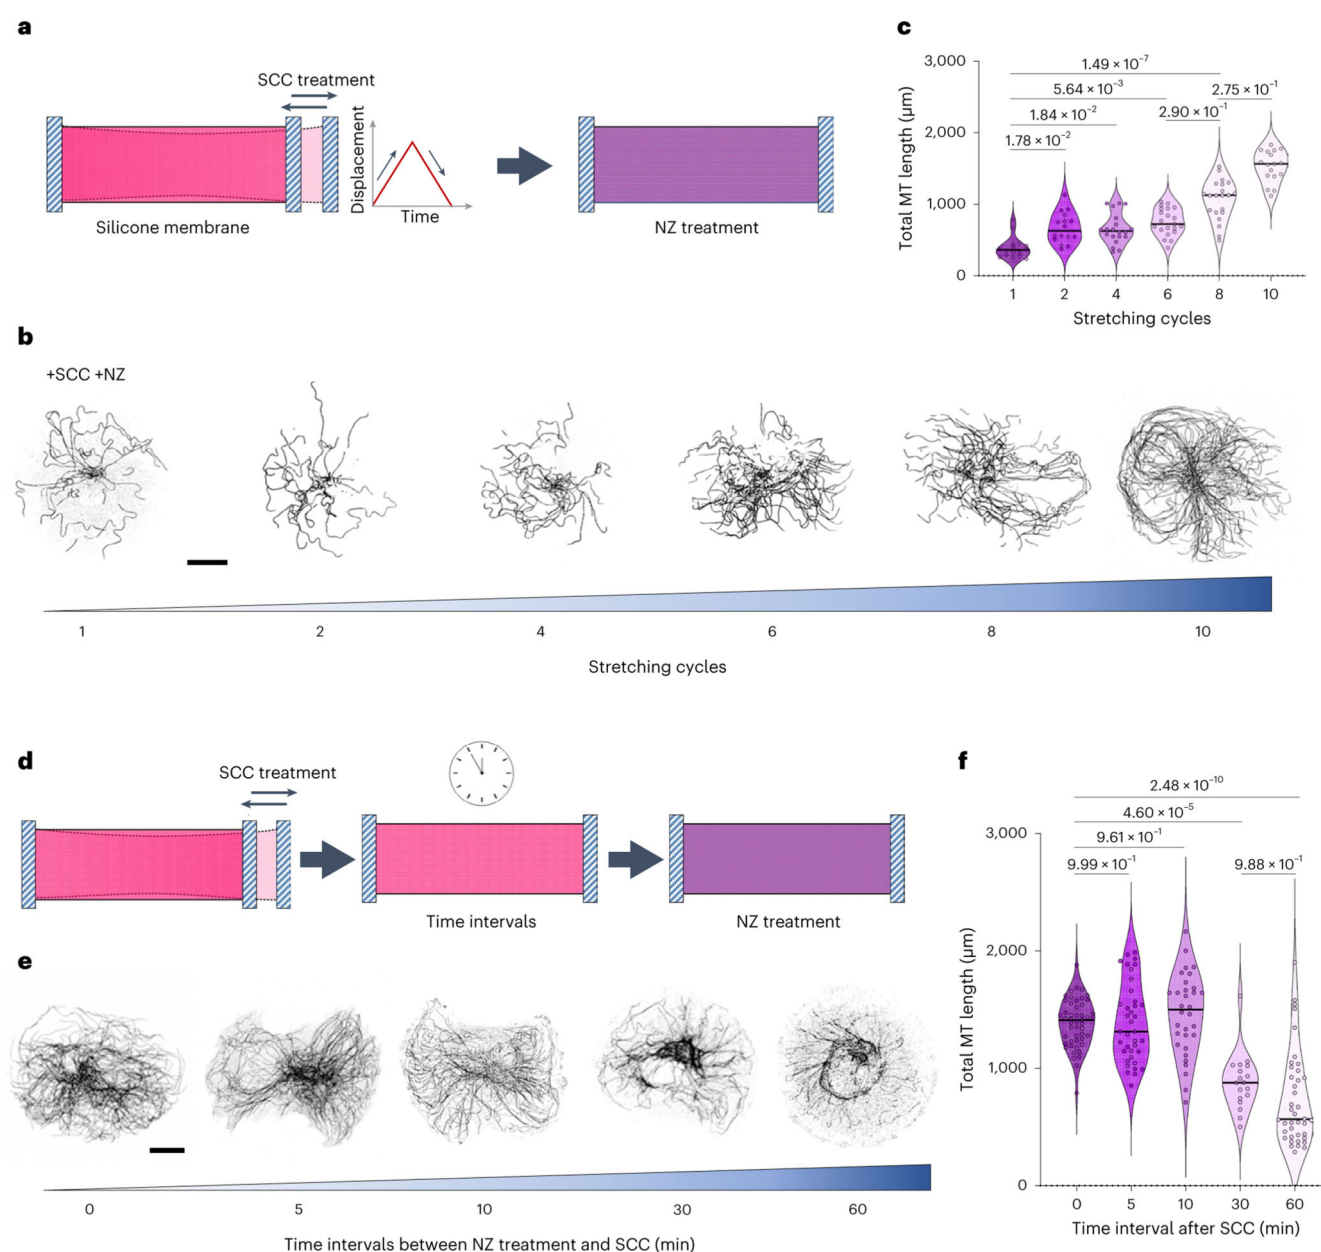 a
SCC treatment
Displacement
Time
Silicone membrane
NZ treatment
c
Total MT length (µm)
3,000
2,000
1,000
0
1.49 × 10⁻⁷
5.64 × 10⁻³
2.75 × 10⁻¹
1.84 × 10⁻²
2.90 × 10⁻¹
1.78 × 10⁻²
1 2 4 6 8 10
Stretching cycles
b
+SCC +NZ
1 2 4 6 8 10
Stretching cycles
d
SCC treatment
Time intervals
NZ treatment
e
0 5 10 30 60
Time intervals between NZ treatment and SCC (min)
f
Total MT length (µm)
3,000
2,000
1,000
0
2.48 × 10⁻¹⁰
4.60 × 10⁻⁵
9.61 × 10⁻¹
9.99 × 10⁻¹
9.88 × 10⁻¹
0 5 10 30 60
Time interval after SCC (min)